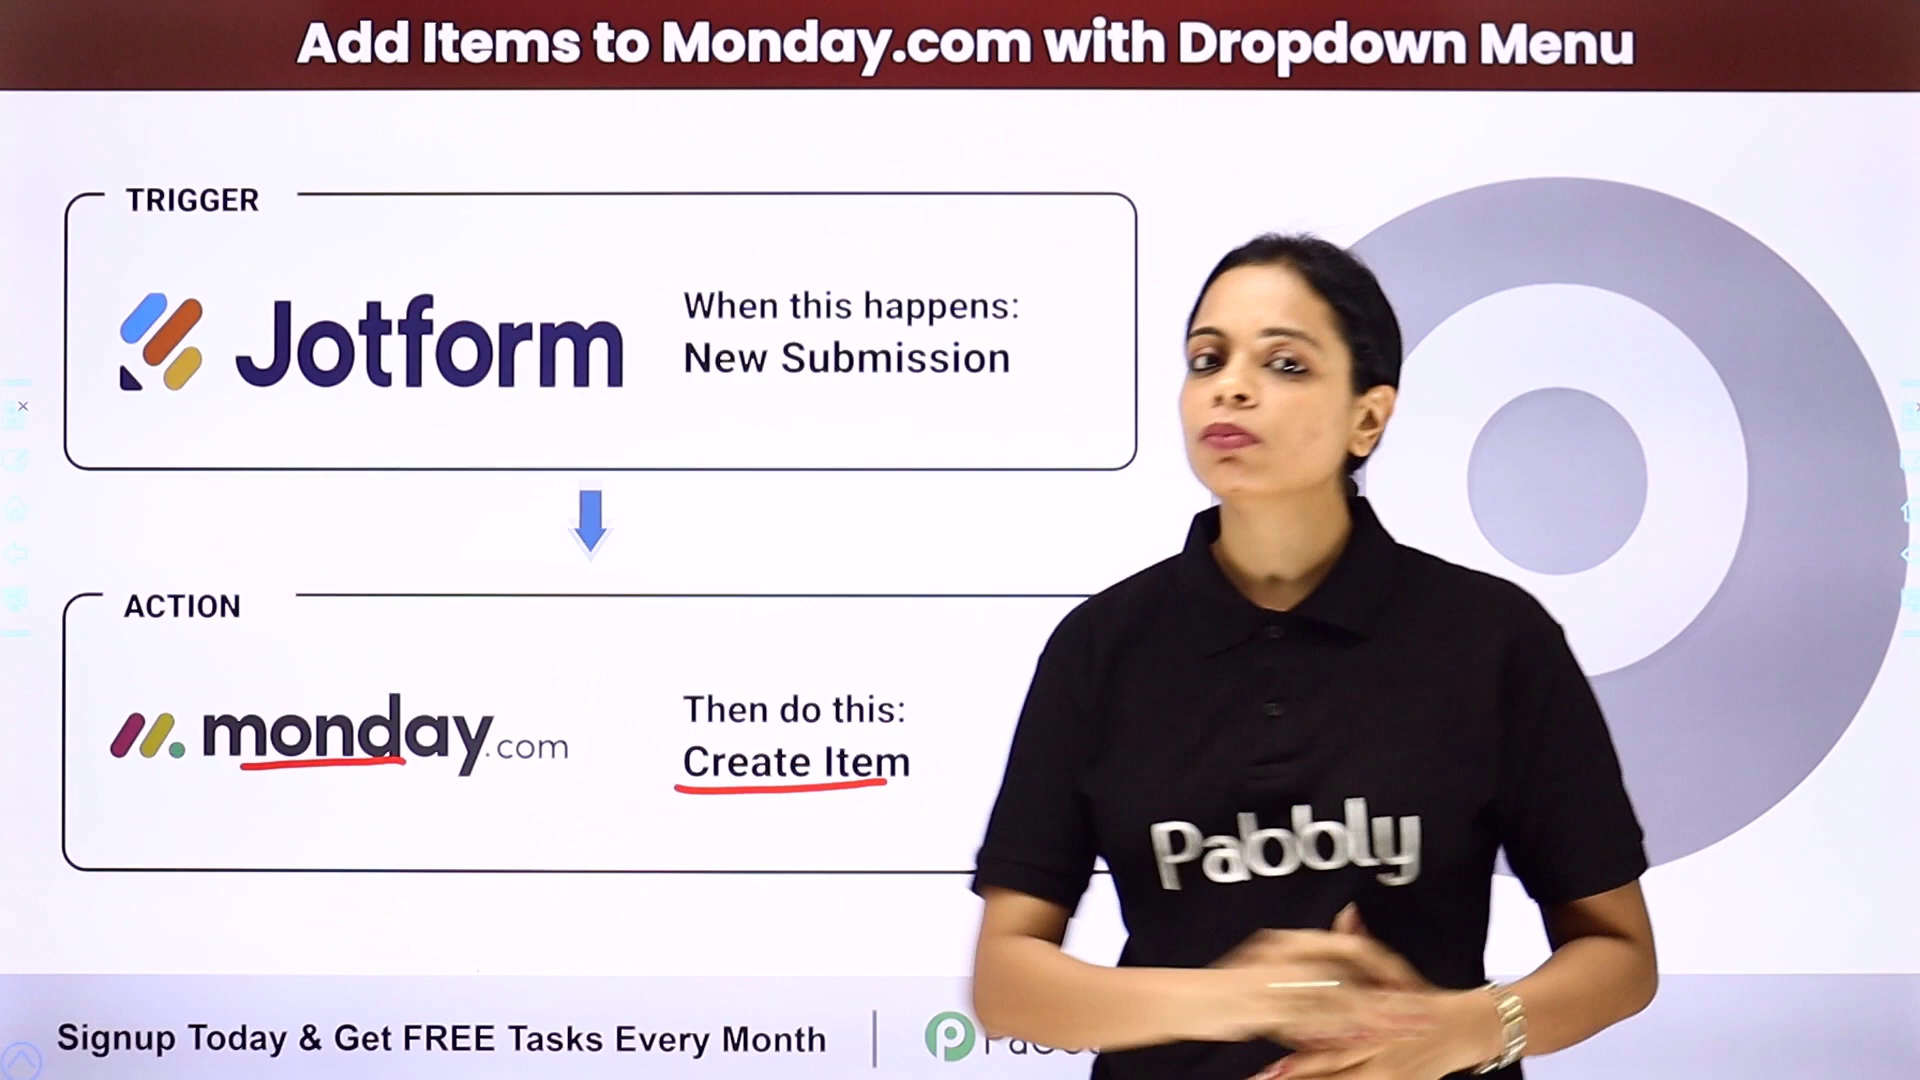 Add Items to Monday.com with Dropdown Menu
TRIGGER
Jotform
When this happens:
New Submission
ACTION
monday.com
Then do this:
Create Item
Pabbly
Signup Today & Get FREE Tasks Every Month